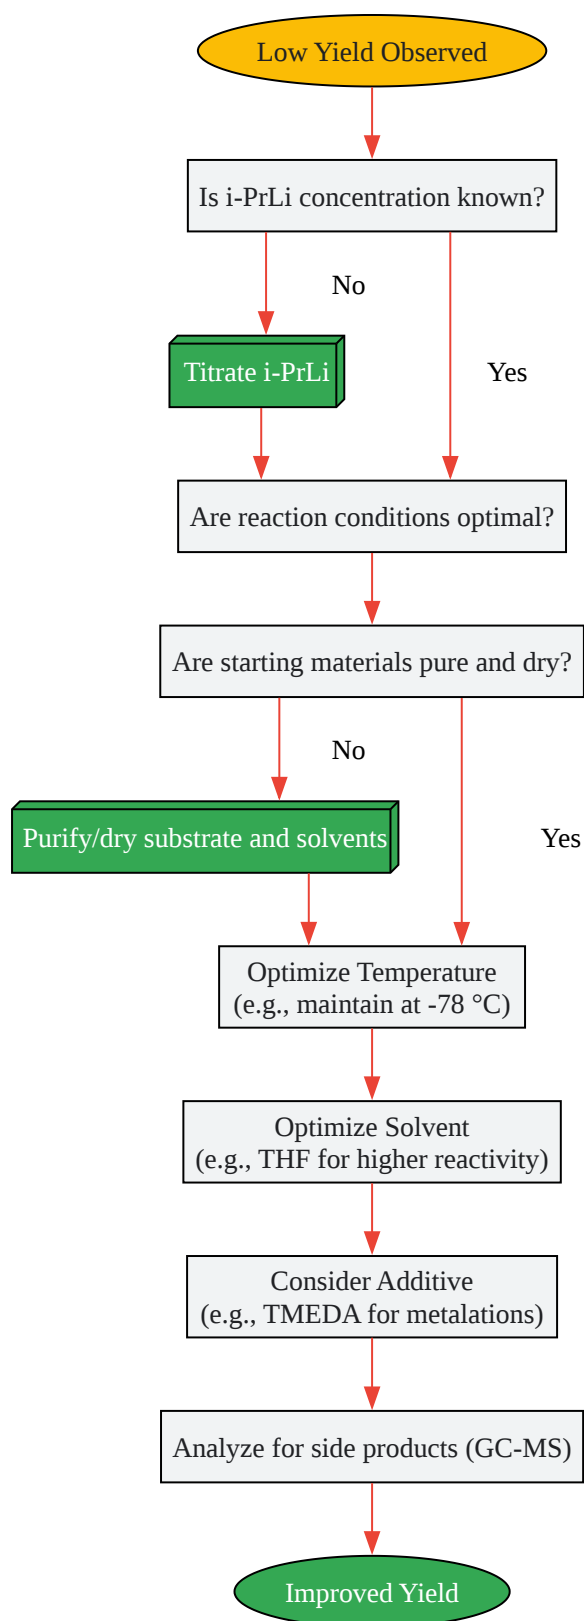 Low Yield Observed
Is i-PrLi concentration known?
No
Titrate i-PrLi
Yes
Are reaction conditions optimal?
Are starting materials pure and dry?
No
Purify/dry substrate and solvents
Yes
Optimize Temperature
(e.g., maintain at -78 °C)
Optimize Solvent
(e.g., THF for higher reactivity)
Consider Additive
(e.g., TMEDA for metalations)
Analyze for side products (GC-MS)
Improved Yield